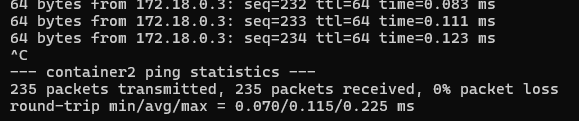 64 bytes from 172.18.0.3: seq=232 ttl=64 time=0.083 ms
64 bytes from 172.18.0.3: seq=233 ttl=64 time=0.111 ms
64 bytes from 172.18.0.3: seq=234 ttl=64 time=0.123 ms
^C
--- container2 ping statistics ---
235 packets transmitted, 235 packets received, 0% packet loss
round-trip min/avg/max = 0.070/0.115/0.225 ms